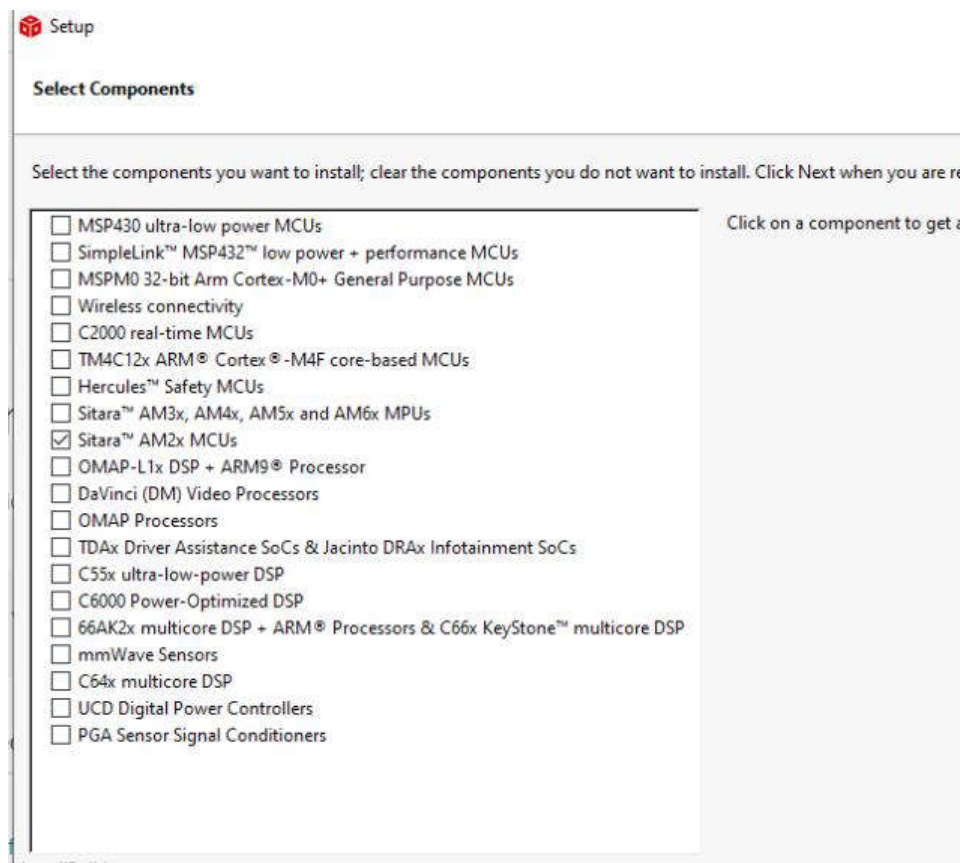 Setup
Select Components
Select the components you want to install; clear the components you do not want to install. Click Next when you are
Click on a component to get
MSP430 ultra-low power MCUs
SimpleLink™ MSP432™ low power + performance MCUs
MSPM0 32-bit Arm Cortex-M0+ General Purpose MCUs
Wireless connectivity
C2000 real-time MCUs
TM4C12x ARM® Cortex®-M4F core-based MCUs
Hercules™ Safety MCUs
Sitara™ AM3x, AM4x, AM5x and AM6x MPUs
Sitara™ AM2x MCUs
OMAP-L1x DSP + ARM9® Processor
DaVinci (DM) Video Processors
OMAP Processors
TDAx Driver Assistance SoCs & Jacinto DRAx Infotainment SoCs
C55x ultra-low-power DSP
C6000 Power-Optimized DSP
66AK2x multicore DSP + ARM® Processors & C66x KeyStone™ multicore DSP
mmWave Sensors
C64x multicore DSP
UCD Digital Power Controllers
PGA Sensor Signal Conditioners